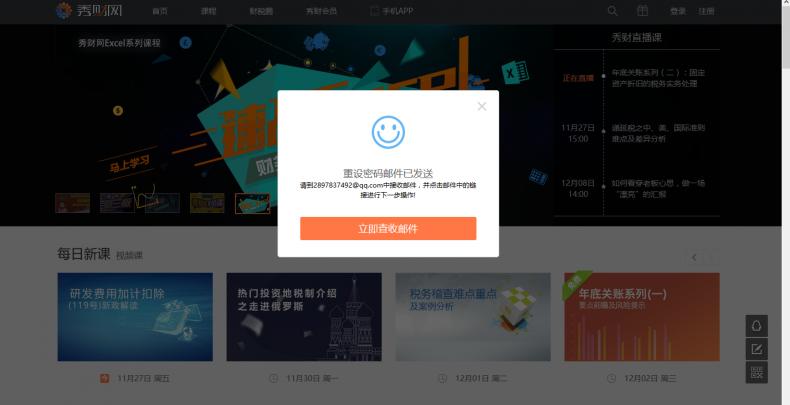 秀财网
首页
课程
财税圈
秀财会员
手机APP
登录
注册
秀财网Excel系列课程
马上学习
秀财直播课
正在直播
年底关账系列（二）：固定
资产折旧的税务实务处理
11月27日
15:00
递延税之中、美、国际准则
难点及差异分析
12月08日
14:00
如何看穿老板心思，做一场
“漂亮”的汇报
重设密码邮件已发送
请到2897837492@qq.com中接收邮件，并点击邮件中的链
接进行下一步操作!
立即查收邮件
每日新课
视频课
研发费用加计扣除
(119号)新政解读
热门投资地税制介绍
之走进俄罗斯
税务稽查难点重点
及案例分析
免费
年底关账系列(一)
要点前瞻及风险提示
11月27日 周五
11月30日 周一
12月01日 周二
12月02日 周三